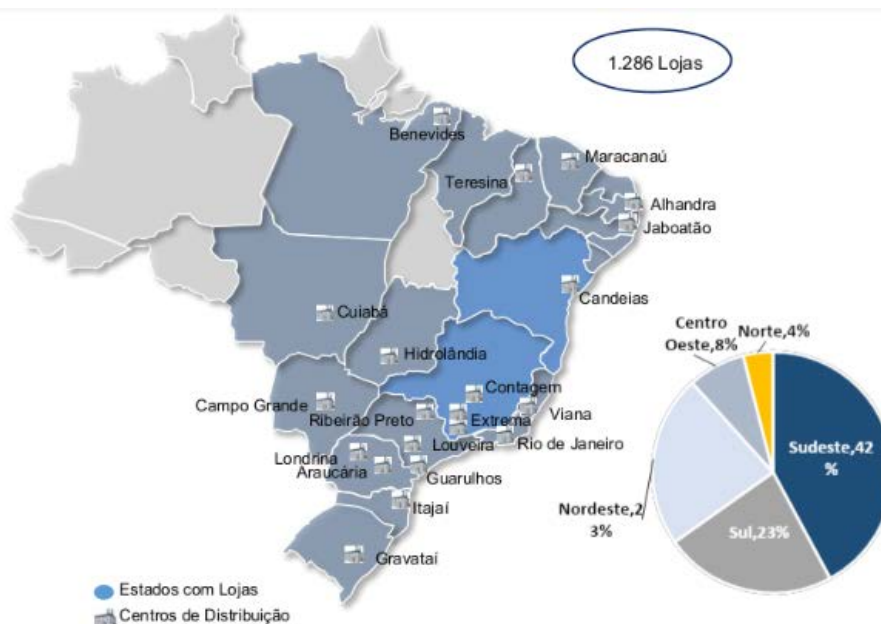 1.286 Lojas
Benevides
Maracanaú
Teresina
Alhandra
Jaboatão
Candeias
Cuiabá
Hidrolândia
Contagem
Campo Grande
Ribeirão Preto
Extrema
Viana
Louveira
Rio de Janeiro
Londrina
Araucária
Guarulhos
Itajaí
Gravataí
Centro
Oeste,8%
Norte,4%
Sudeste,42
%
Nordeste,2
3%
Sul,23%
Estados com Lojas
Centros de Distribuição